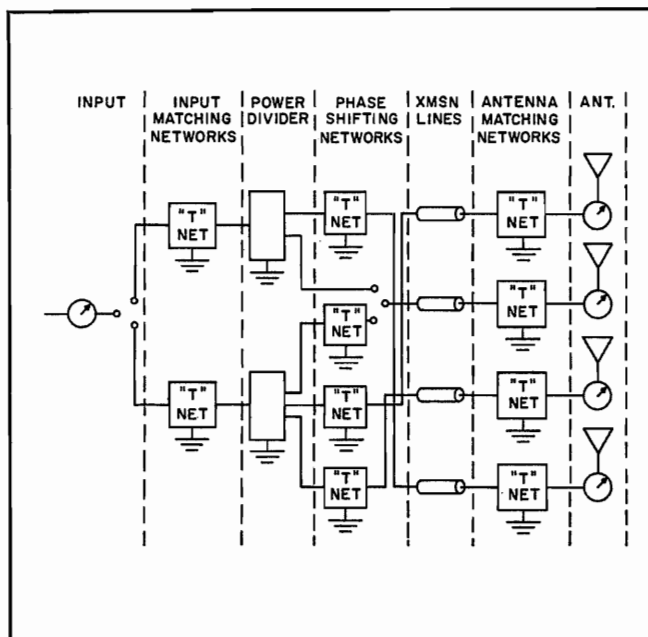 INPUT
INPUT
MATCHING
NETWORKS
POWER
DIVIDER
PHASE
SHIFTING
NETWORKS
XMSN
LINES
ANTENNA
MATCHING
NETWORKS
ANT.
"T"
NET
"T"
NET
"T"
NET
"T"
NET
"T"
NET
"T"
NET
"T"
NET
"T"
NET
"T"
NET
"T"
NET